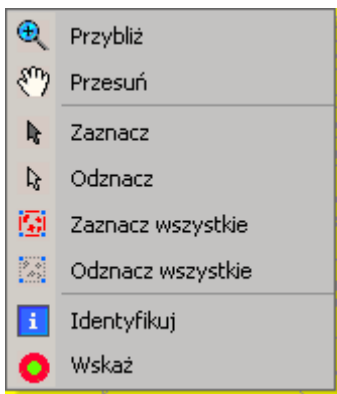 Przybliż
Przesuń
Zaznacz
Odznacz
Zaznacz wszystkie
Odznacz wszystkie
Identyfikuj
Wskaż